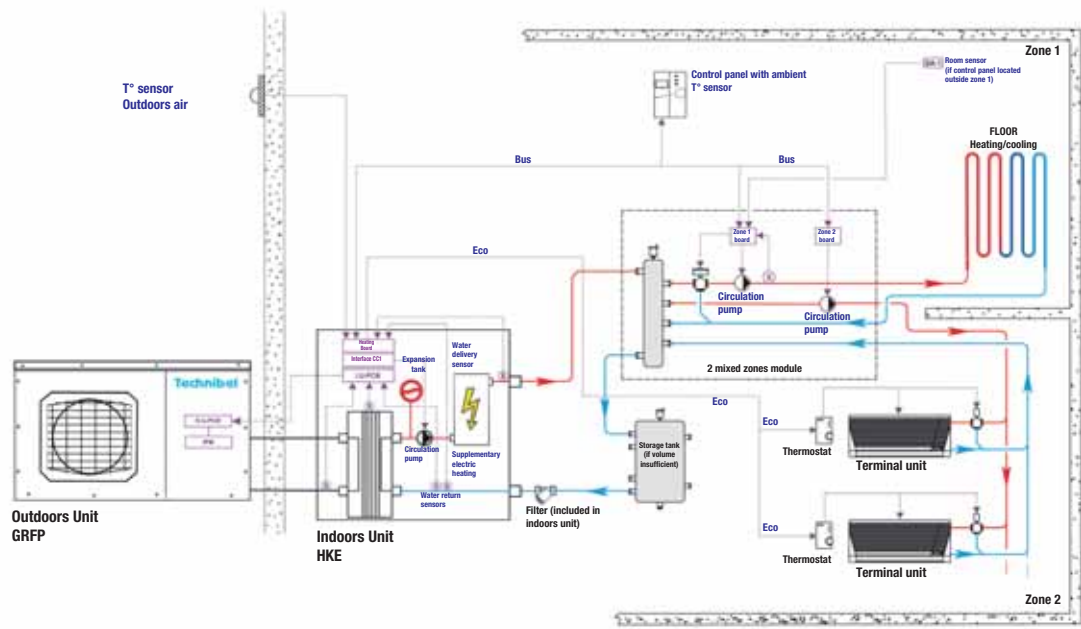 Zone 1
T° sensor
Outdoors air
Control panel with ambient
T° sensor
Room sensor
(if control panel located
outside zone 1)
FLOOR
Heating/cooling
Bus
Bus
Zone 1
board
Zone 2
board
Eco
Circulation
pump
Circulation
pump
2 mixed zones module
Heating
Board
Interface CC1
Expansion
tank
Water
delivery
sensor
Technibel
Circulation
pump
Supplementary
electric
heating
Water return
sensors
Storage tank
(if volume
insufficient)
Filter (included in
indoors unit)
Eco
Eco
Thermostat
Terminal unit
Eco
Thermostat
Terminal unit
Outdoors Unit
GRFP
Indoors Unit
HKE
Zone 2